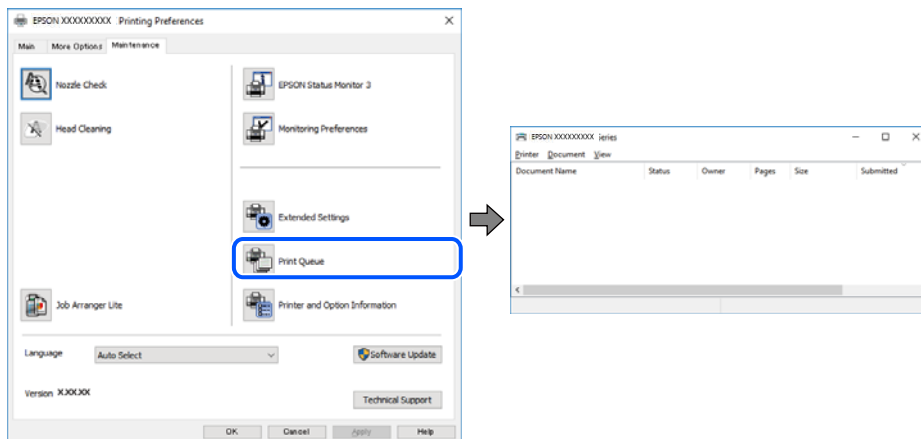 EPSON XXXXXXXXX Printing Preferences
Main More Options Maintenance
Nozzle Check
EPSON Status Monitor 3
Head Cleaning
Monitoring Preferences
Extended Settings
Print Queue
Job Arranger Lite
Printer and Option Information
Language Auto Select
Software Update
Version X.XX.XX
Technical Support
OK Cancel Apply Help
EPSON XXXXXXXXX ieries
Printer Document View
Document Name Status Owner Pages Size Submitted